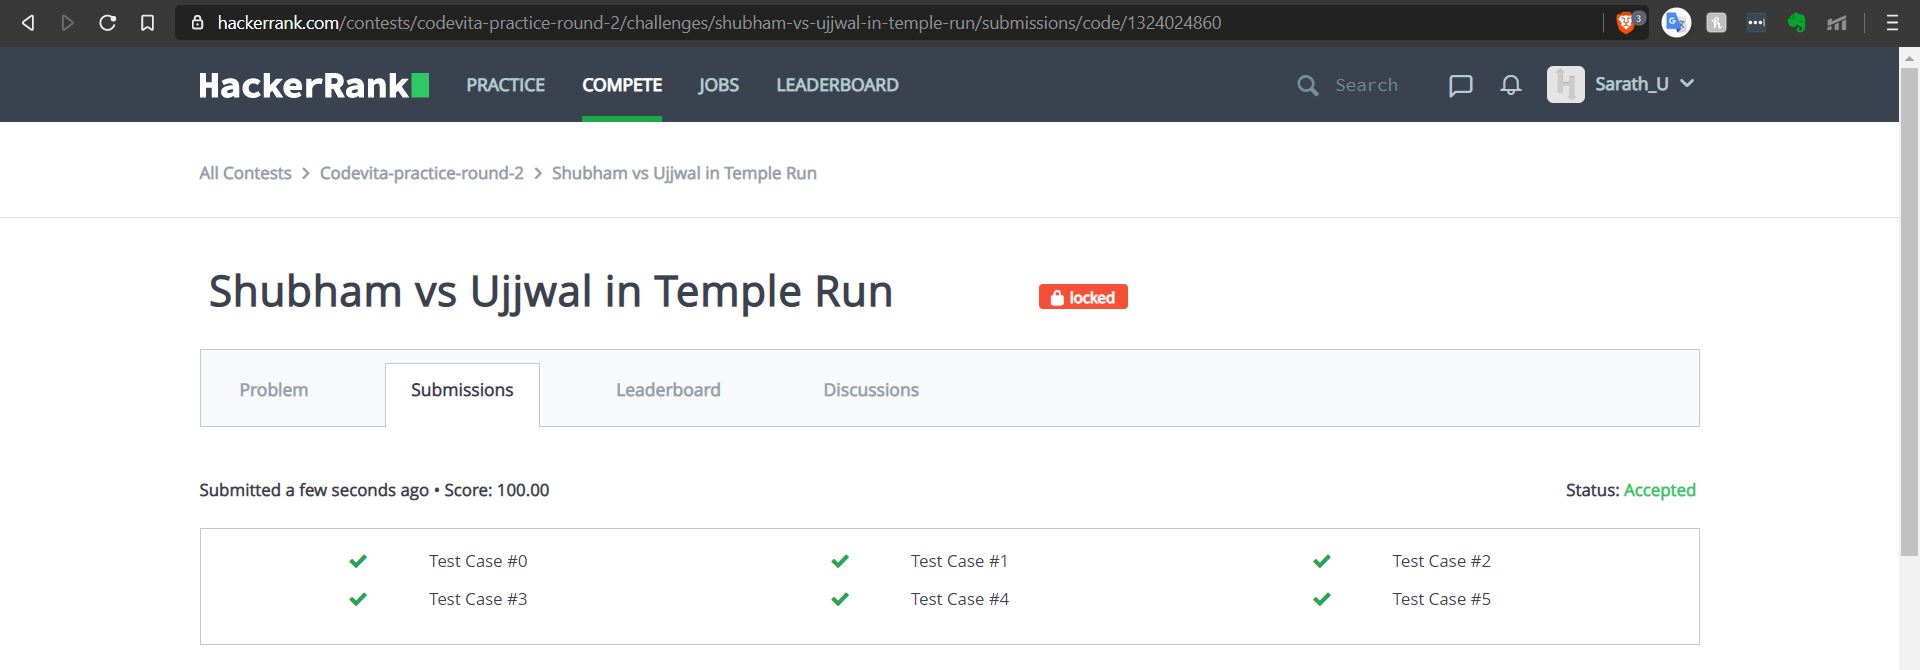 hackerrank.com/contests/codevita-practice-round-2/challenges/shubham-vs-ujjwal-in-temple-run/submissions/code/1324024860 3
HackerRank PRACTICE COMPETE JOBS LEADERBOARD Search Sarath_U
All Contests > Codevita-practice-round-2 > Shubham vs Ujjwal in Temple Run
Shubham vs Ujjwal in Temple Run locked
Problem Submissions Leaderboard Discussions
Submitted a few seconds ago • Score: 100.00 Status: Accepted
Test Case #0 Test Case #1 Test Case #2
Test Case #3 Test Case #4 Test Case #5